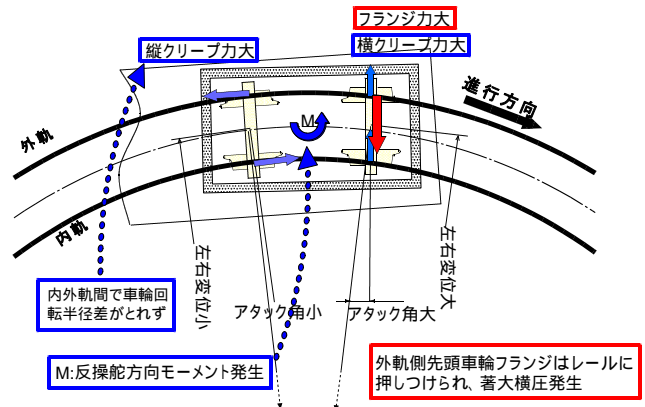 フランジ力大
縦クリープ力大
横クリープ力大
進行方向
外軌
M
内軌
左右変位小
左右変位大
内外軌間で車輪回
転半径差がとれず
アタック角小
アタック角大
M:反操舵方向モーメント発生
外軌側先頭車輪フランジはレールに
押しつけられ、著大横圧発生